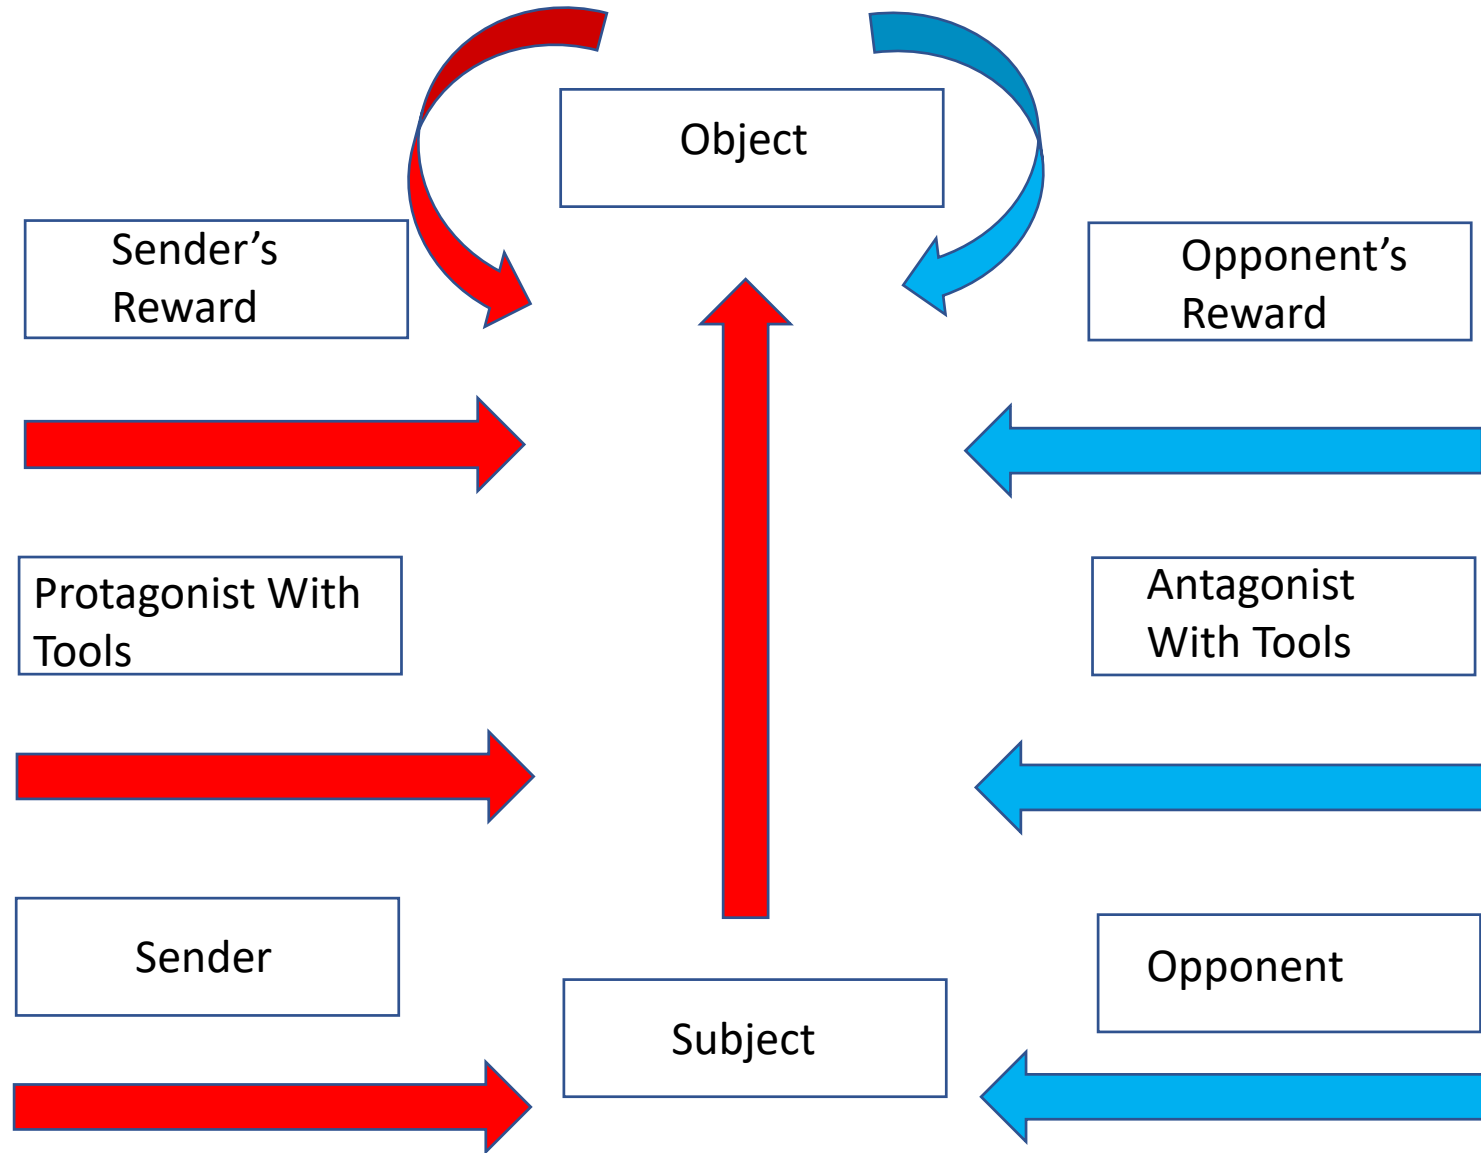 Object
Sender’s
Reward
Opponent’s
Reward
Protagonist With
Tools
Antagonist
With Tools
Sender
Opponent
Subject